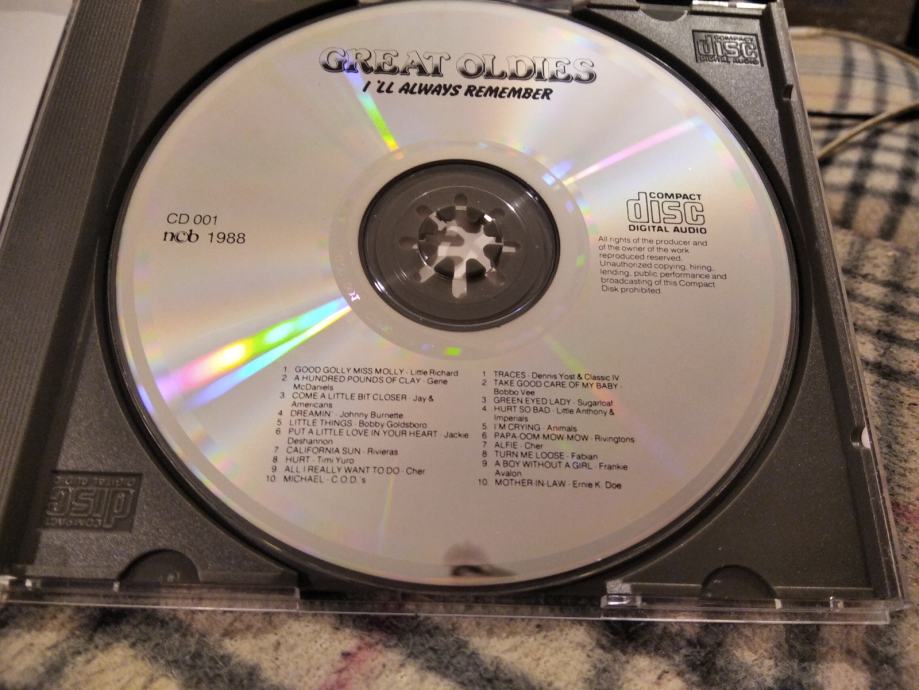 GREAT OLDIES
I'LL ALWAYS REMEMBER
CD 001
ncb 1988
COMPACT
disc
DIGITAL AUDIO
All rights of the producer and
of the owner of the work
reproduced reserved.
Unauthorized copying, hiring,
lending, public performance and
broadcasting of this Compact
Disk prohibited.
1 GOOD GOLLY MISS MOLLY - Little Richard
2 A HUNDRED POUNDS OF CLAY - Gene
McDaniels
3 COME A LITTLE BIT CLOSER - Jay &
Americans
4 DREAMIN' - Johnny Burnette
5 LITTLE THINGS - Bobby Goldsboro
6 PUT A LITTLE LOVE IN YOUR HEART - Jackie
Deshannon
7 CALIFORNIA SUN - Rivieras
8 HURT - Timi Yuro
9 ALL I REALLY WANT TO DO - Cher
10 MICHAEL - C.O.D.'s
1 TRACES - Dennis Yost & Classic IV
2 TAKE GOOD CARE OF MY BABY -
Bobbo Vee
3 GREEN EYED LADY - Sugarloaf
4 HURT SO BAD - Little Anthony &
Imperials
5 I'M CRYING - Animals
6 PAPA-OOM-MOW-MOW - Rivingtons
7 ALFIE - Cher
8 TURN ME LOOSE - Fabian
9 A BOY WITHOUT A GIRL - Frankie
Avalon
10 MOTHER-IN-LAW - Ernie K. Doe
COMPACT
disc
DIGITAL AUDIO
COMPACT
disc
DIGITAL AUDIO